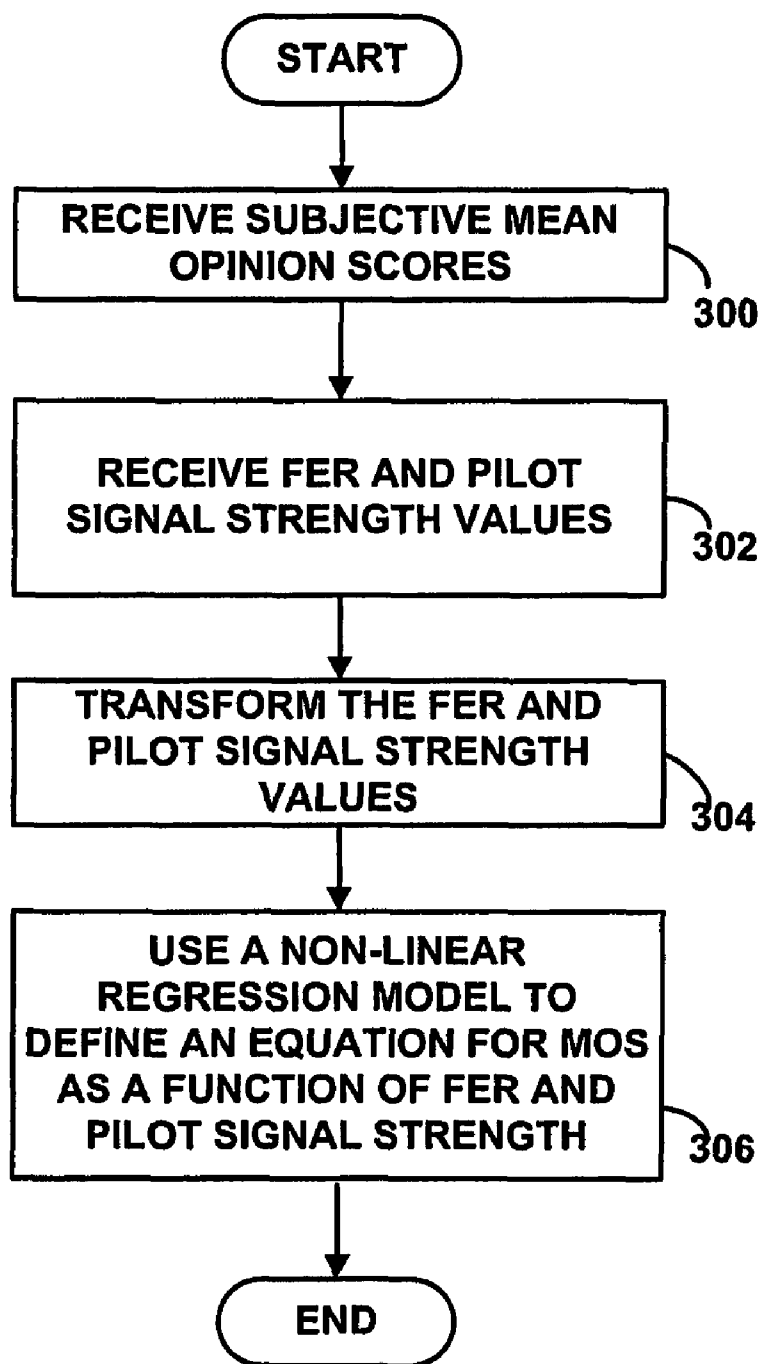 START
RECEIVE SUBJECTIVE MEAN
OPINION SCORES
300
RECEIVE FER AND PILOT
SIGNAL STRENGTH VALUES
302
TRANSFORM THE FER AND
PILOT SIGNAL STRENGTH
VALUES
304
USE A NON-LINEAR
REGRESSION MODEL TO
DEFINE AN EQUATION FOR MOS
AS A FUNCTION OF FER AND
PILOT SIGNAL STRENGTH
306
END